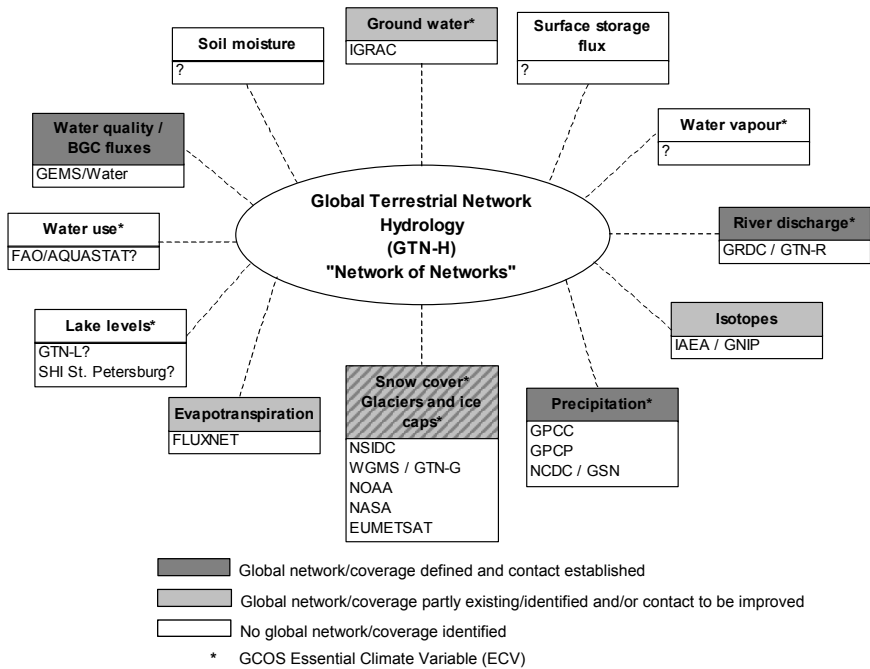 Ground water*
IGRAC
Soil moisture
?
Surface storage
flux
?
Water quality /
BGC fluxes
GEMS/Water
Water vapour*
?
Global Terrestrial Network
Hydrology
(GTN-H)
"Network of Networks"
Water use*
FAO/AQUASTAT?
River discharge*
GRDC / GTN-R
Lake levels*
GTN-L?
SHI St. Petersburg?
Isotopes
IAEA / GNIP
Evapotranspiration
FLUXNET
Snow cover*
Glaciers and ice
caps*
NSIDC
WGMS / GTN-G
NOAA
NASA
EUMETSAT
Precipitation*
GPCC
GPCP
NCDC / GSN
Global network/coverage defined and contact established
Global network/coverage partly existing/identified and/or contact to be improved
No global network/coverage identified
* GCOS Essential Climate Variable (ECV)